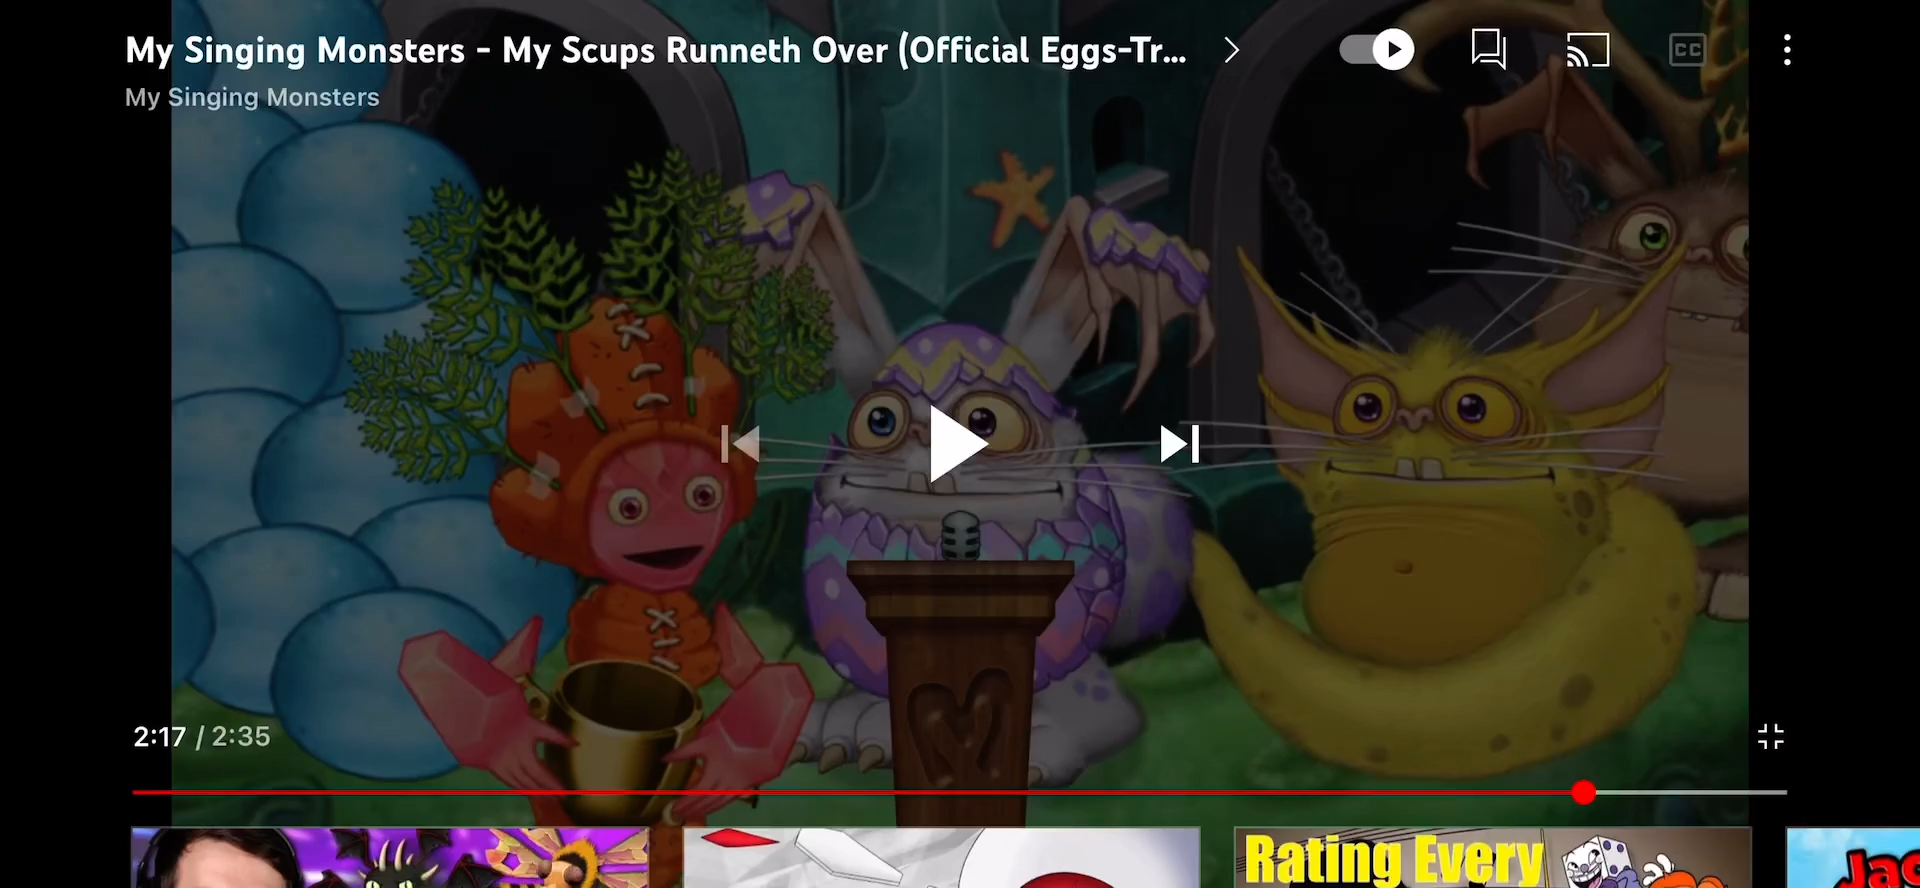 My Singing Monsters - My Scups Runneth Over (Official Eggs-Tr...
CC
My Singing Monsters
M
2:17 / 2:35
Rating Every
Jac